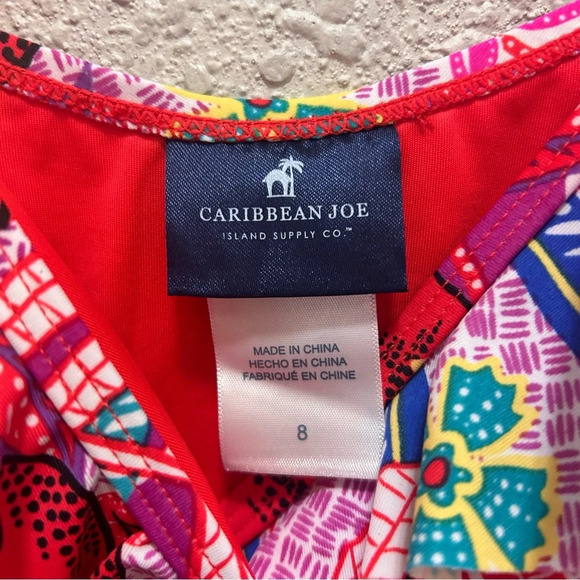 CARIBBEAN JOE
ISLAND SUPPLY CO.™
MADE IN CHINA
HECHO EN CHINA
FABRIQUÉ EN CHINE
8